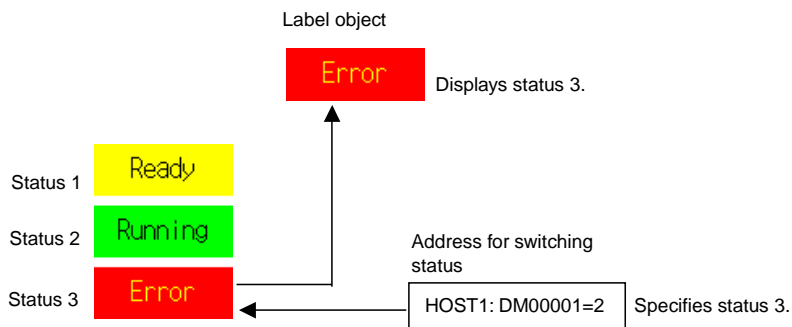 Label object
Error
Displays status 3.
Status 1
Ready
Status 2
Running
Status 3
Error
Address for switching
status
HOST1: DM00001=2
Specifies status 3.